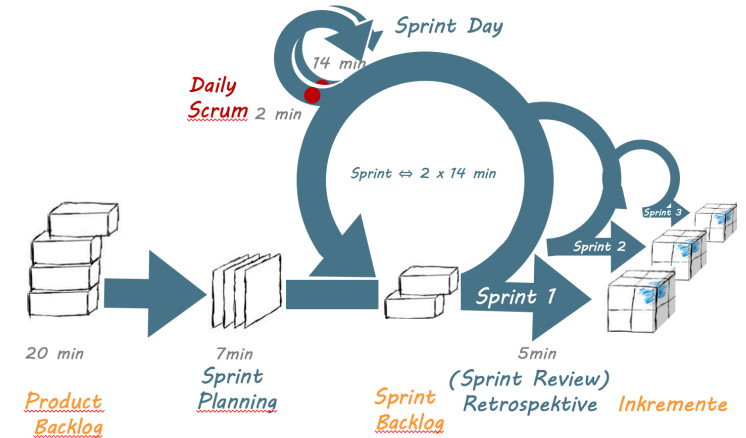 Sprint Day
14 min
Daily
Scrum 2 min
Sprint ⇔ 2 x 14 min
Sprint 3
Sprint 2
Sprint 1
20 min
7min
5min
Product
Backlog
Sprint
Planning
Sprint
Backlog
(Sprint Review)
Retrospektive
Inkremente